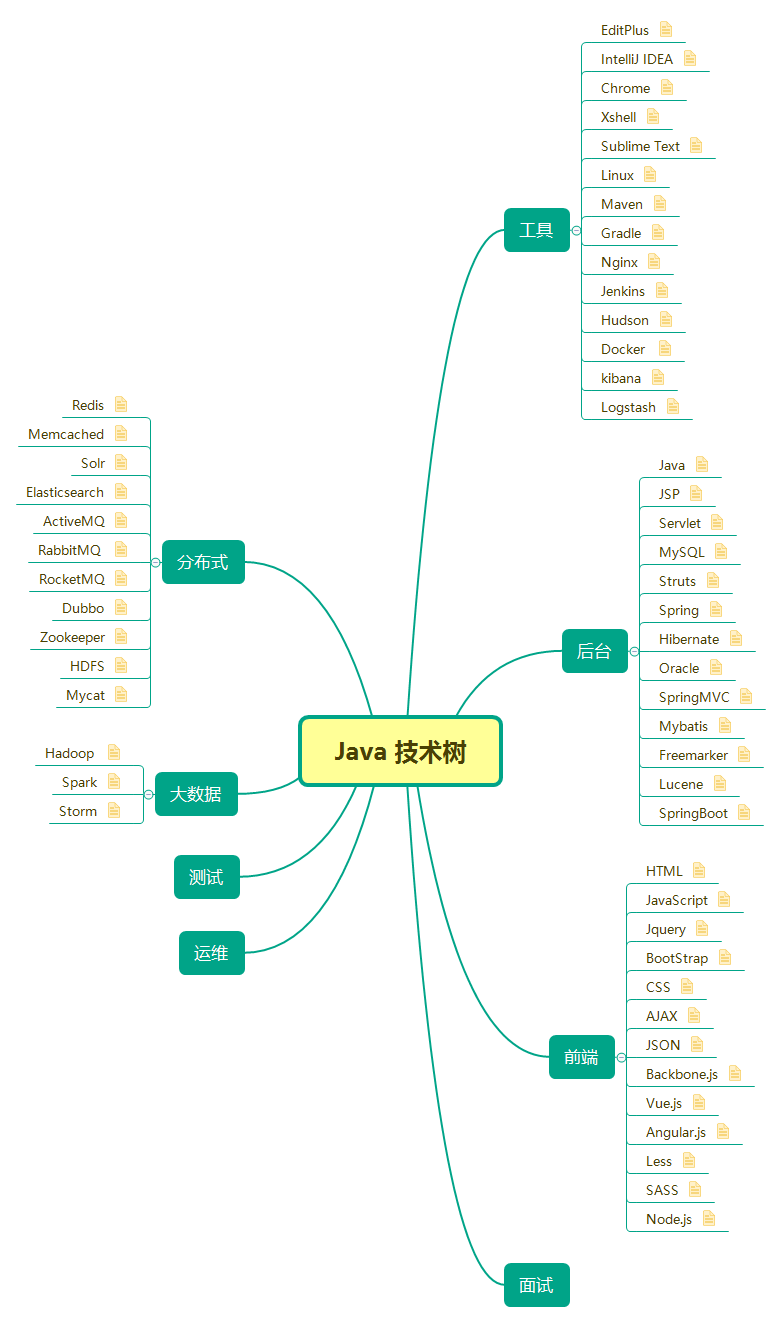 Java 技术树
工具
EditPlus
IntelliJ IDEA
Chrome
Xshell
Sublime Text
Linux
Maven
Gradle
Nginx
Jenkins
Hudson
Docker
kibana
Logstash
后台
Java
JSP
Servlet
MySQL
Struts
Spring
Hibernate
Oracle
SpringMVC
Mybatis
Freemarker
Lucene
SpringBoot
前端
HTML
JavaScript
Jquery
BootStrap
CSS
AJAX
JSON
Backbone.js
Vue.js
Angular.js
Less
SASS
Node.js
面试
分布式
Redis
Memcached
Solr
Elasticsearch
ActiveMQ
RabbitMQ
RocketMQ
Dubbo
Zookeeper
HDFS
Mycat
大数据
Hadoop
Spark
Storm
测试
运维